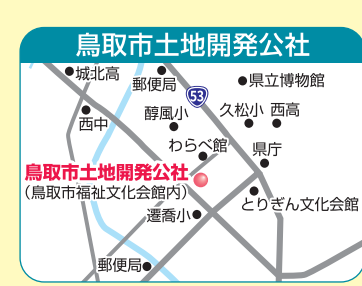 鳥取市土地開発公社
城北高
郵便局
53
県立博物館
西中
醇風小
久松小
西高
わらべ館
県庁
鳥取市土地開発公社
(鳥取市福祉文化会館内)
とりぎん文化会館
遷喬小
郵便局